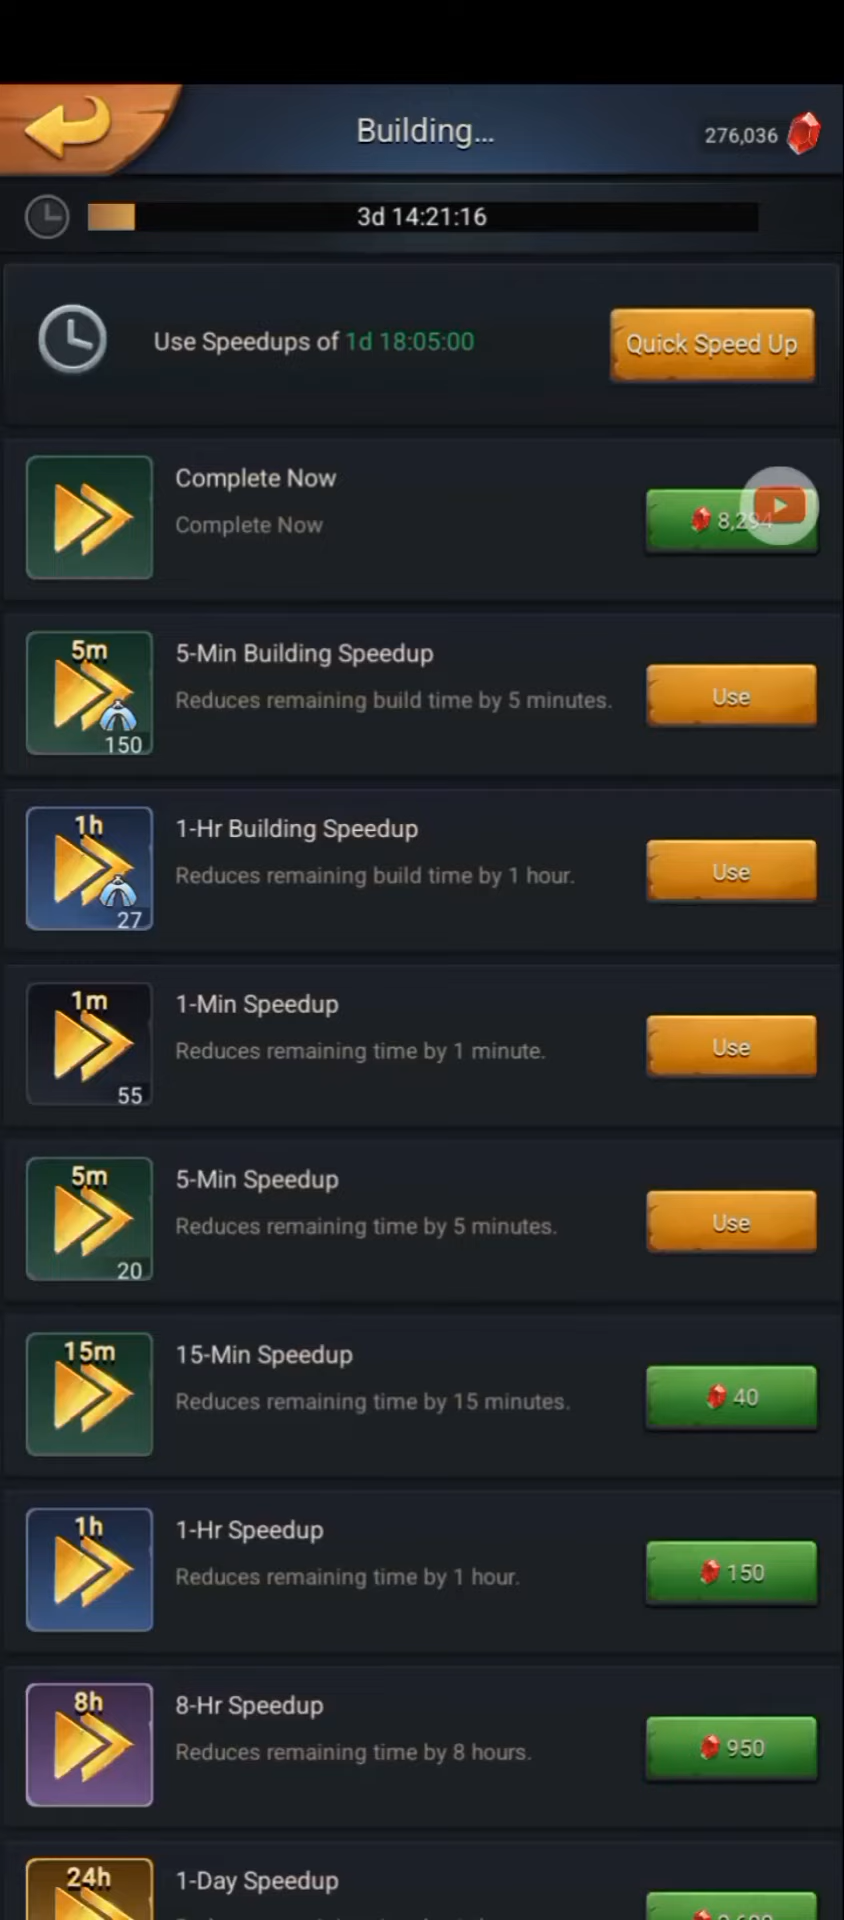 Building...
276,036
3d 14:21:16
Use Speedups of 1d 18:05:00
Quick Speed Up
Complete Now
Complete Now
8,294
5m
150
5-Min Building Speedup
Reduces remaining build time by 5 minutes.
Use
1h
27
1-Hr Building Speedup
Reduces remaining build time by 1 hour.
Use
1m
55
1-Min Speedup
Reduces remaining time by 1 minute.
Use
5m
20
5-Min Speedup
Reduces remaining time by 5 minutes.
Use
15m
15-Min Speedup
Reduces remaining time by 15 minutes.
40
1h
1-Hr Speedup
Reduces remaining time by 1 hour.
150
8h
8-Hr Speedup
Reduces remaining time by 8 hours.
950
24h
1-Day Speedup